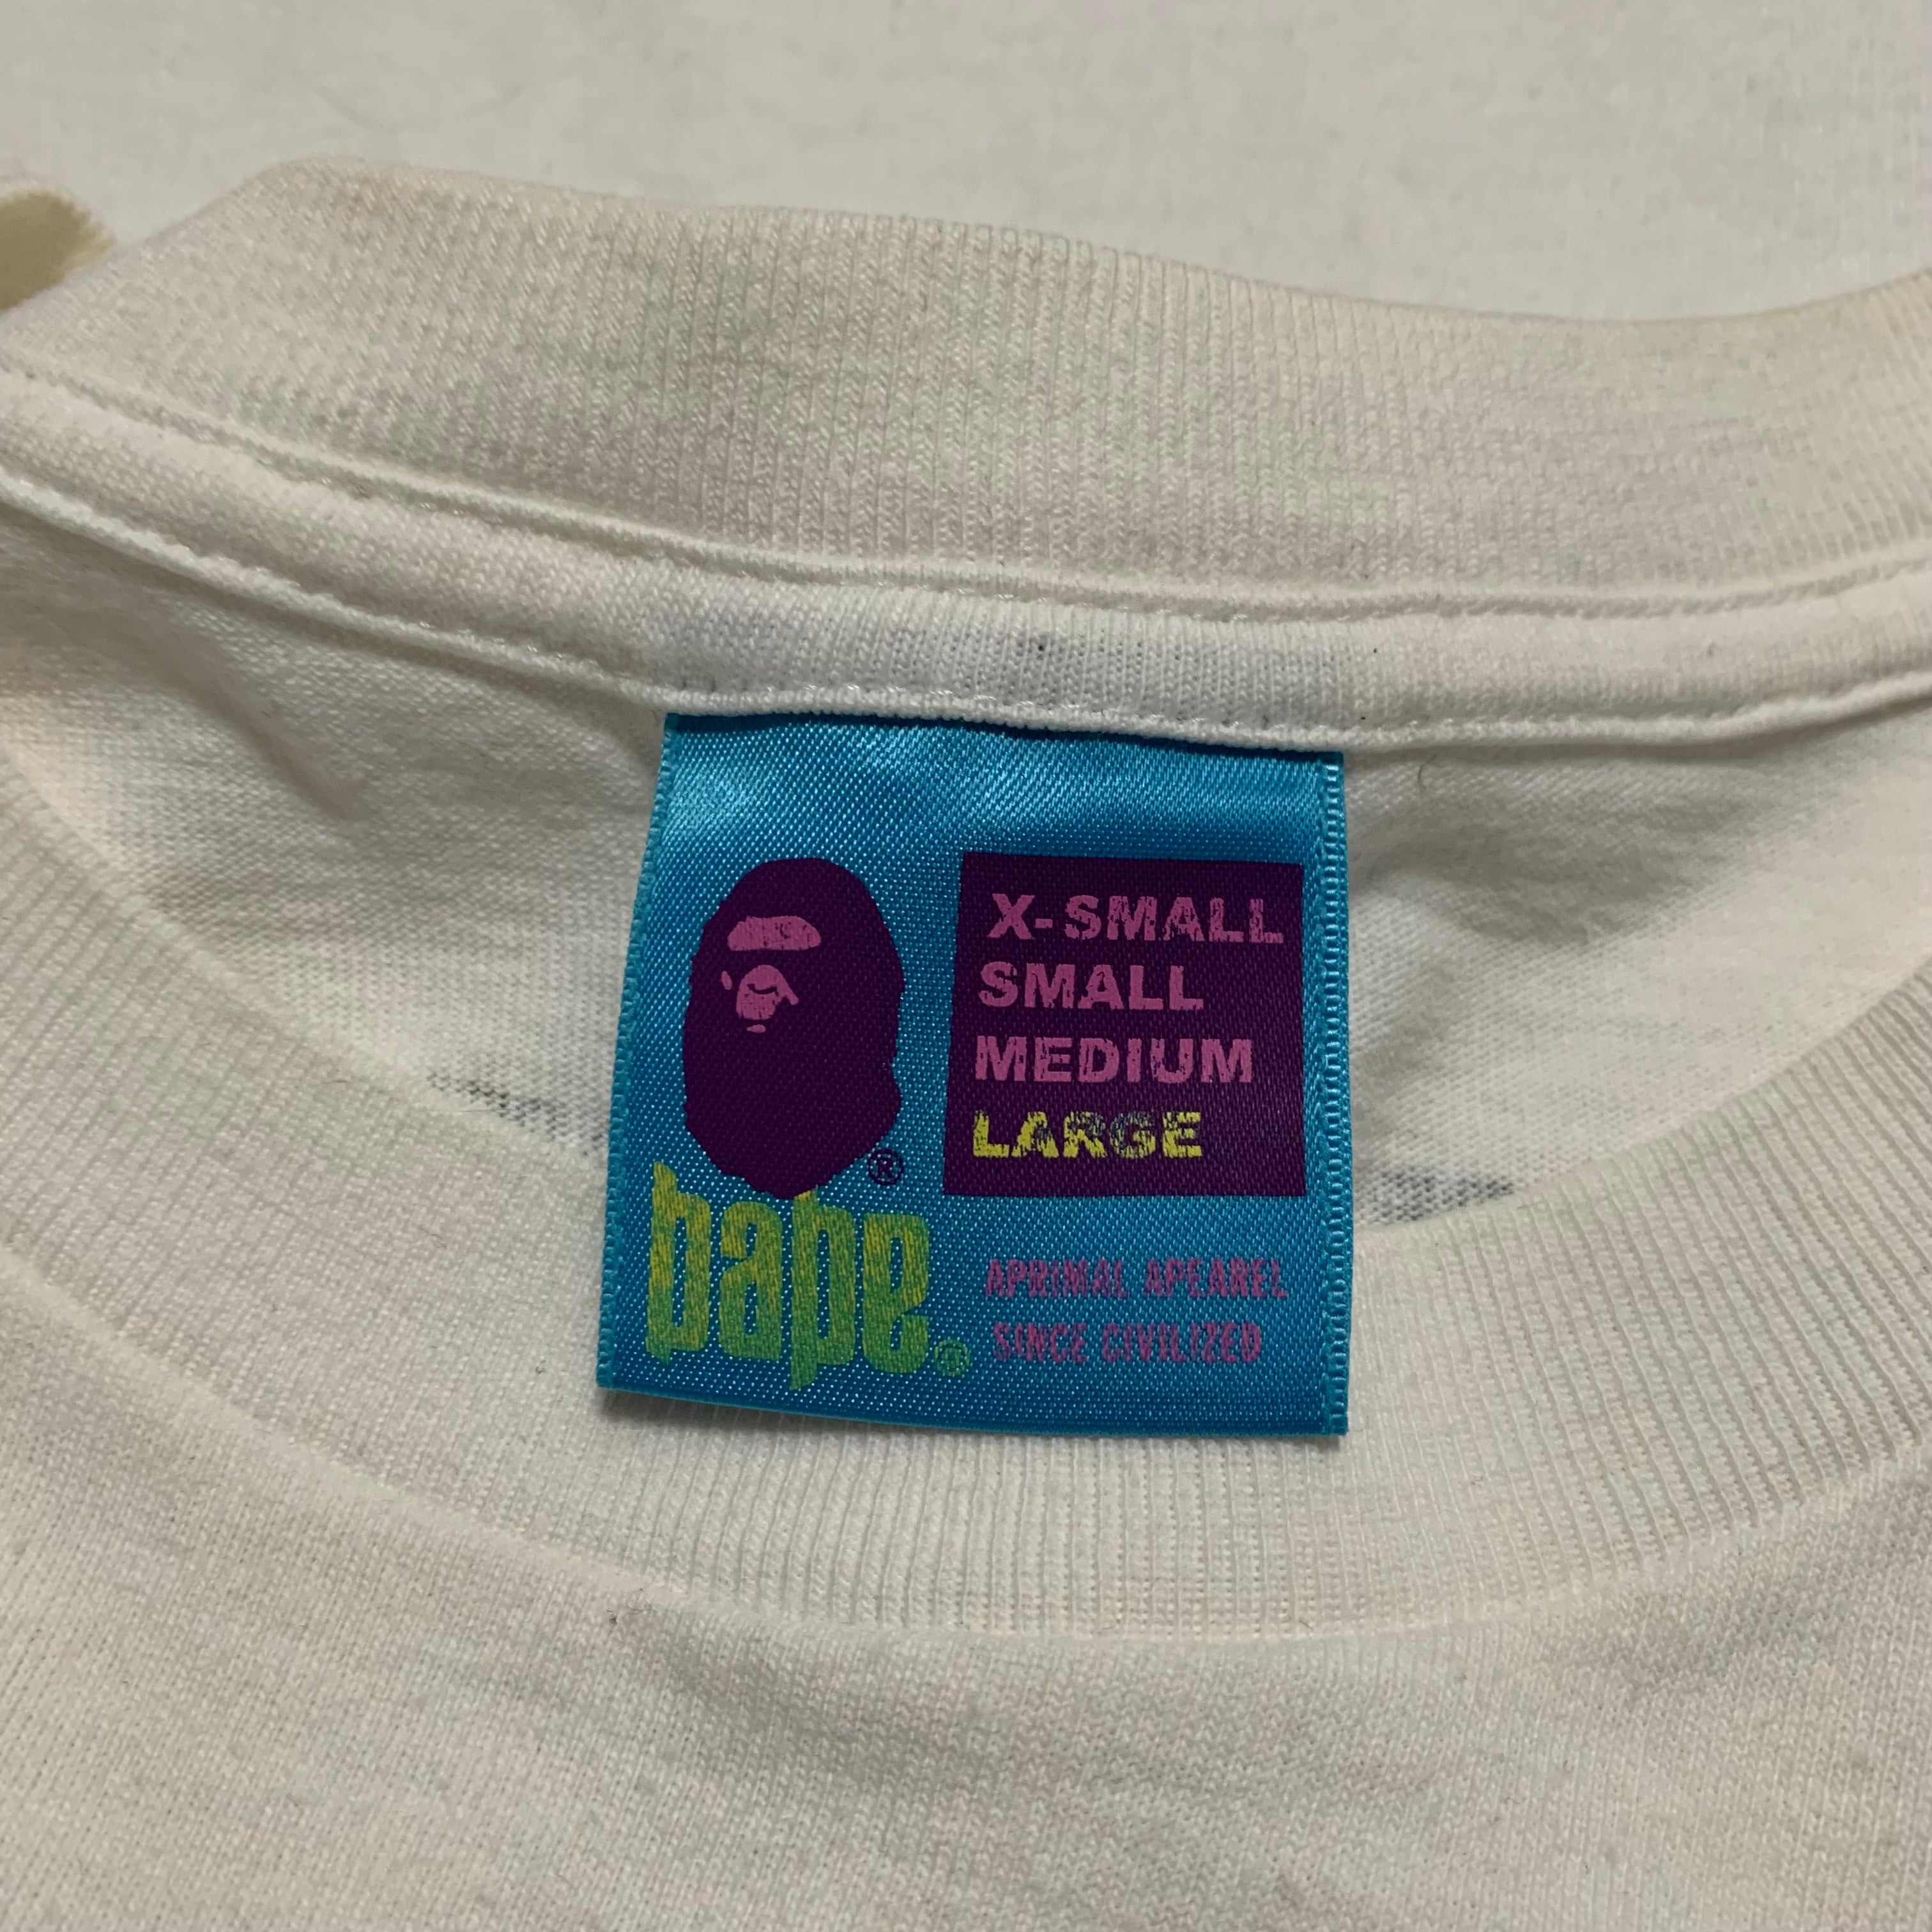 X-SMALL
SMALL
MEDIUM
LARGE
®
bape®
APRIMAL APEAREL
SINCE CIVILIZED